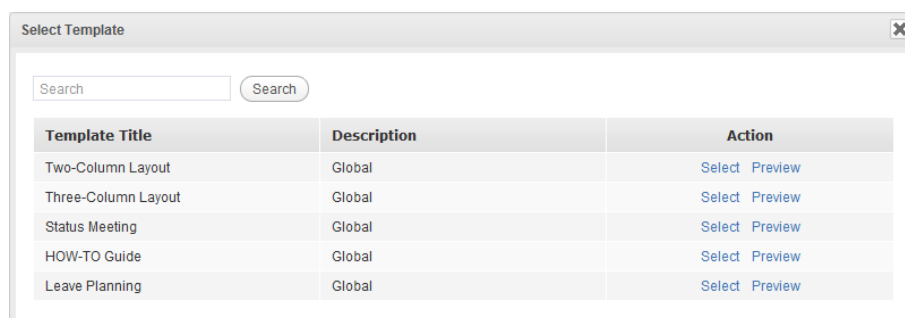 Select Template
Search Search
Template Title Description Action
Two-Column Layout Global Select Preview
Three-Column Layout Global Select Preview
Status Meeting Global Select Preview
HOW-TO Guide Global Select Preview
Leave Planning Global Select Preview